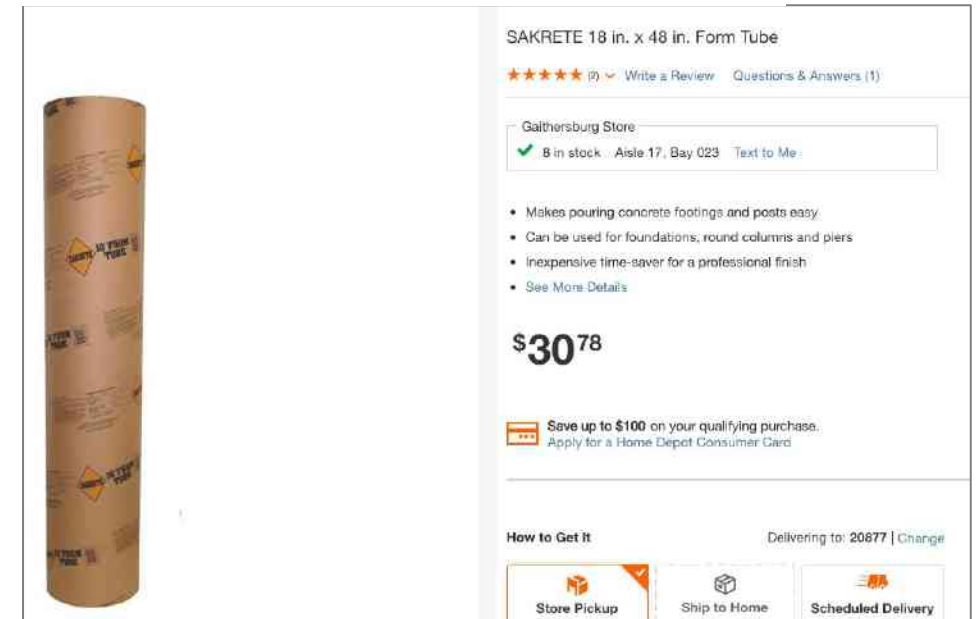 SAKRETE 18 in. x 48 in. Form Tube
(2) Write a Review Questions & Answers (1)
Gaithersburg Store
8 in stock Aisle 17, Bay 023 Text to Me
Makes pouring concrete footings and posts easy
Can be used for foundations, round columns and piers
Inexpensive time-saver for a professional finish
See More Details
$30 78
Save up to $100 on your qualifying purchase.
Apply for a Home Depot Consumer Card
How to Get It
Delivering to: 20877 | Change
Store Pickup
Ship to Home
Scheduled Delivery
SAKRETE
TUBE